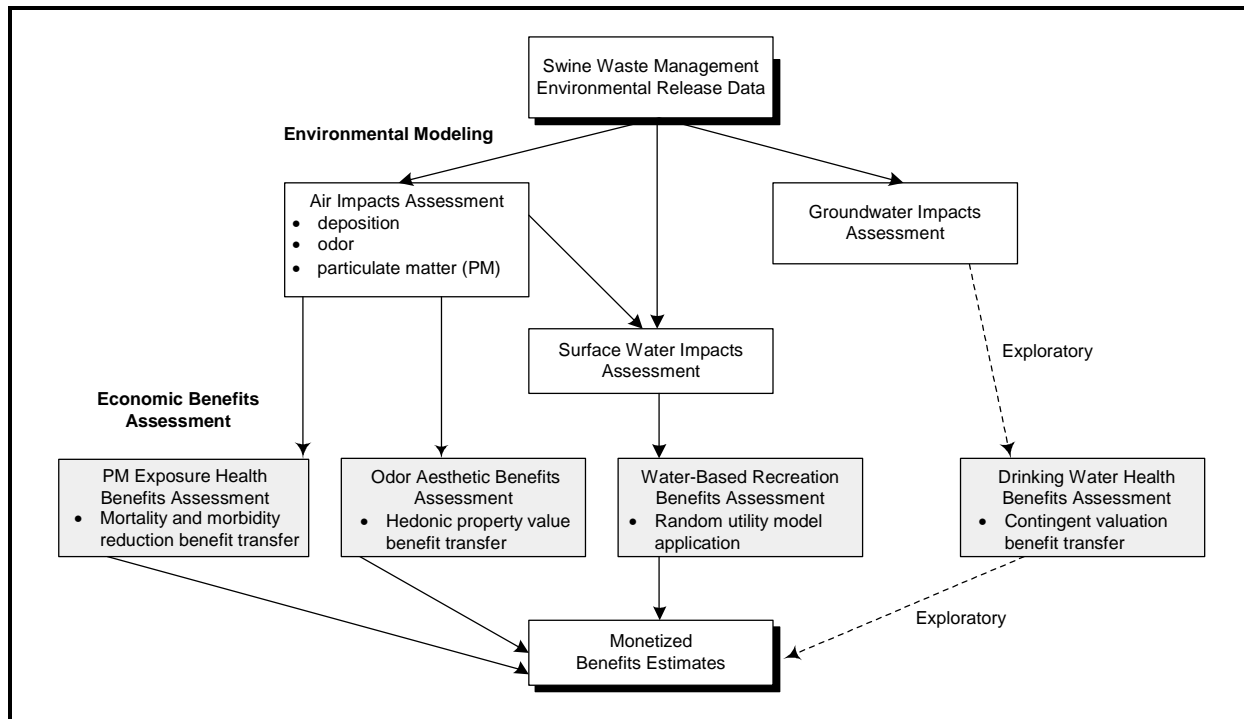 Swine Waste Management
Environmental Release Data
Environmental Modeling
Air Impacts Assessment
• deposition
• odor
• particulate matter (PM)
Groundwater Impacts
Assessment
Surface Water Impacts
Assessment
Exploratory
Economic Benefits
Assessment
PM Exposure Health
Benefits Assessment
• Mortality and morbidity
reduction benefit transfer
Odor Aesthetic Benefits
Assessment
• Hedonic property value
benefit transfer
Water-Based Recreation
Benefits Assessment
• Random utility model
application
Drinking Water Health
Benefits Assessment
• Contingent valuation
benefit transfer
Exploratory
Monetized
Benefits Estimates